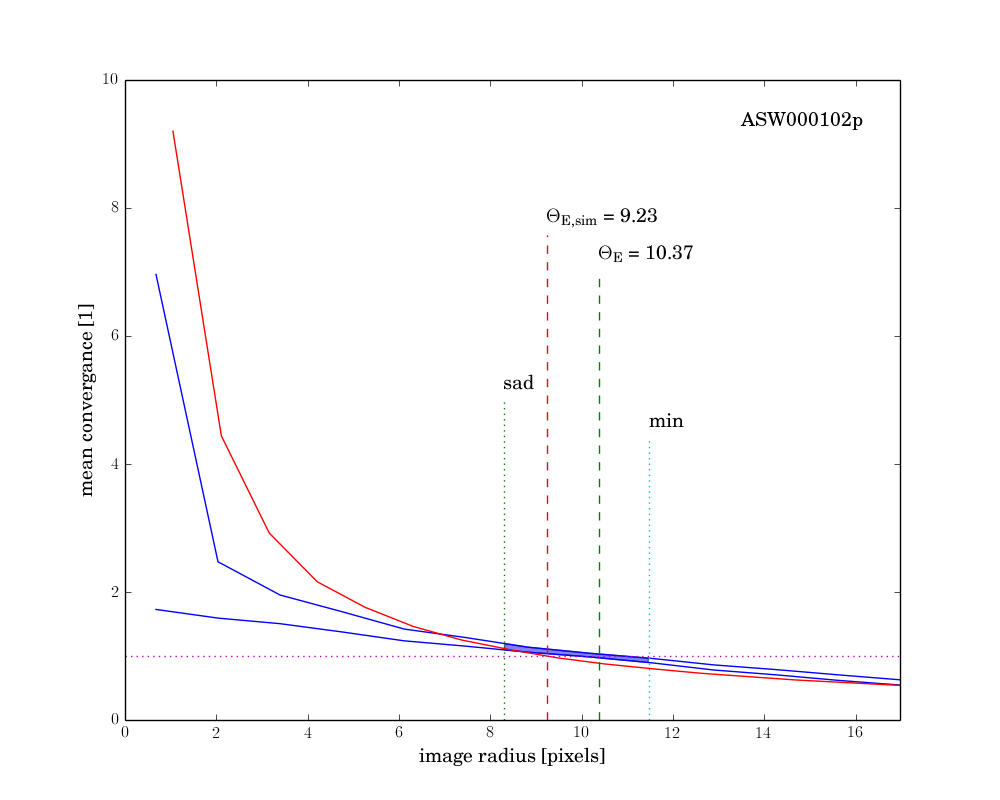 10
ASW000102p
8
Θ_E,sim = 9.23
Θ_E = 10.37
6
sad
min
mean convergance [1]
4
2
0
0 2 4 6 8 10 12 14 16
image radius [pixels]